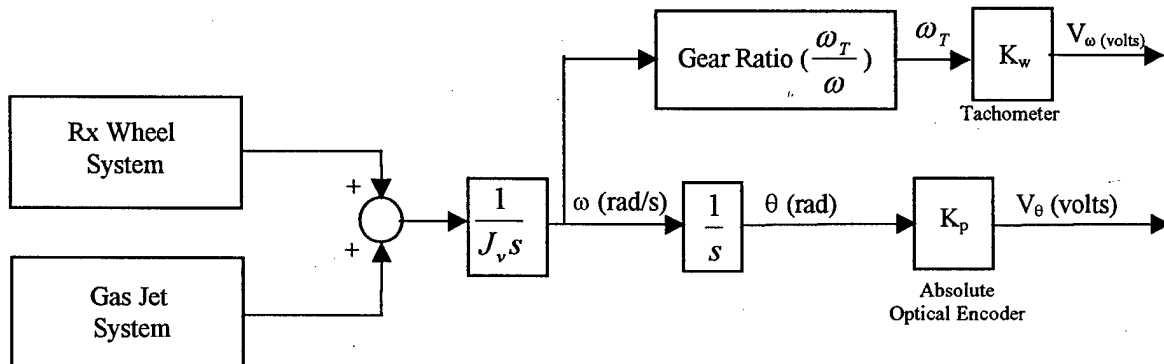 Rx Wheel
System
Gas Jet
System
+
+
1
J_v s
ω (rad/s)
1
s
θ (rad)
K_p
V_θ (volts)
Absolute
Optical Encoder
Gear Ratio (ω_T / ω)
ω_T
K_w
V_ω (volts)
Tachometer